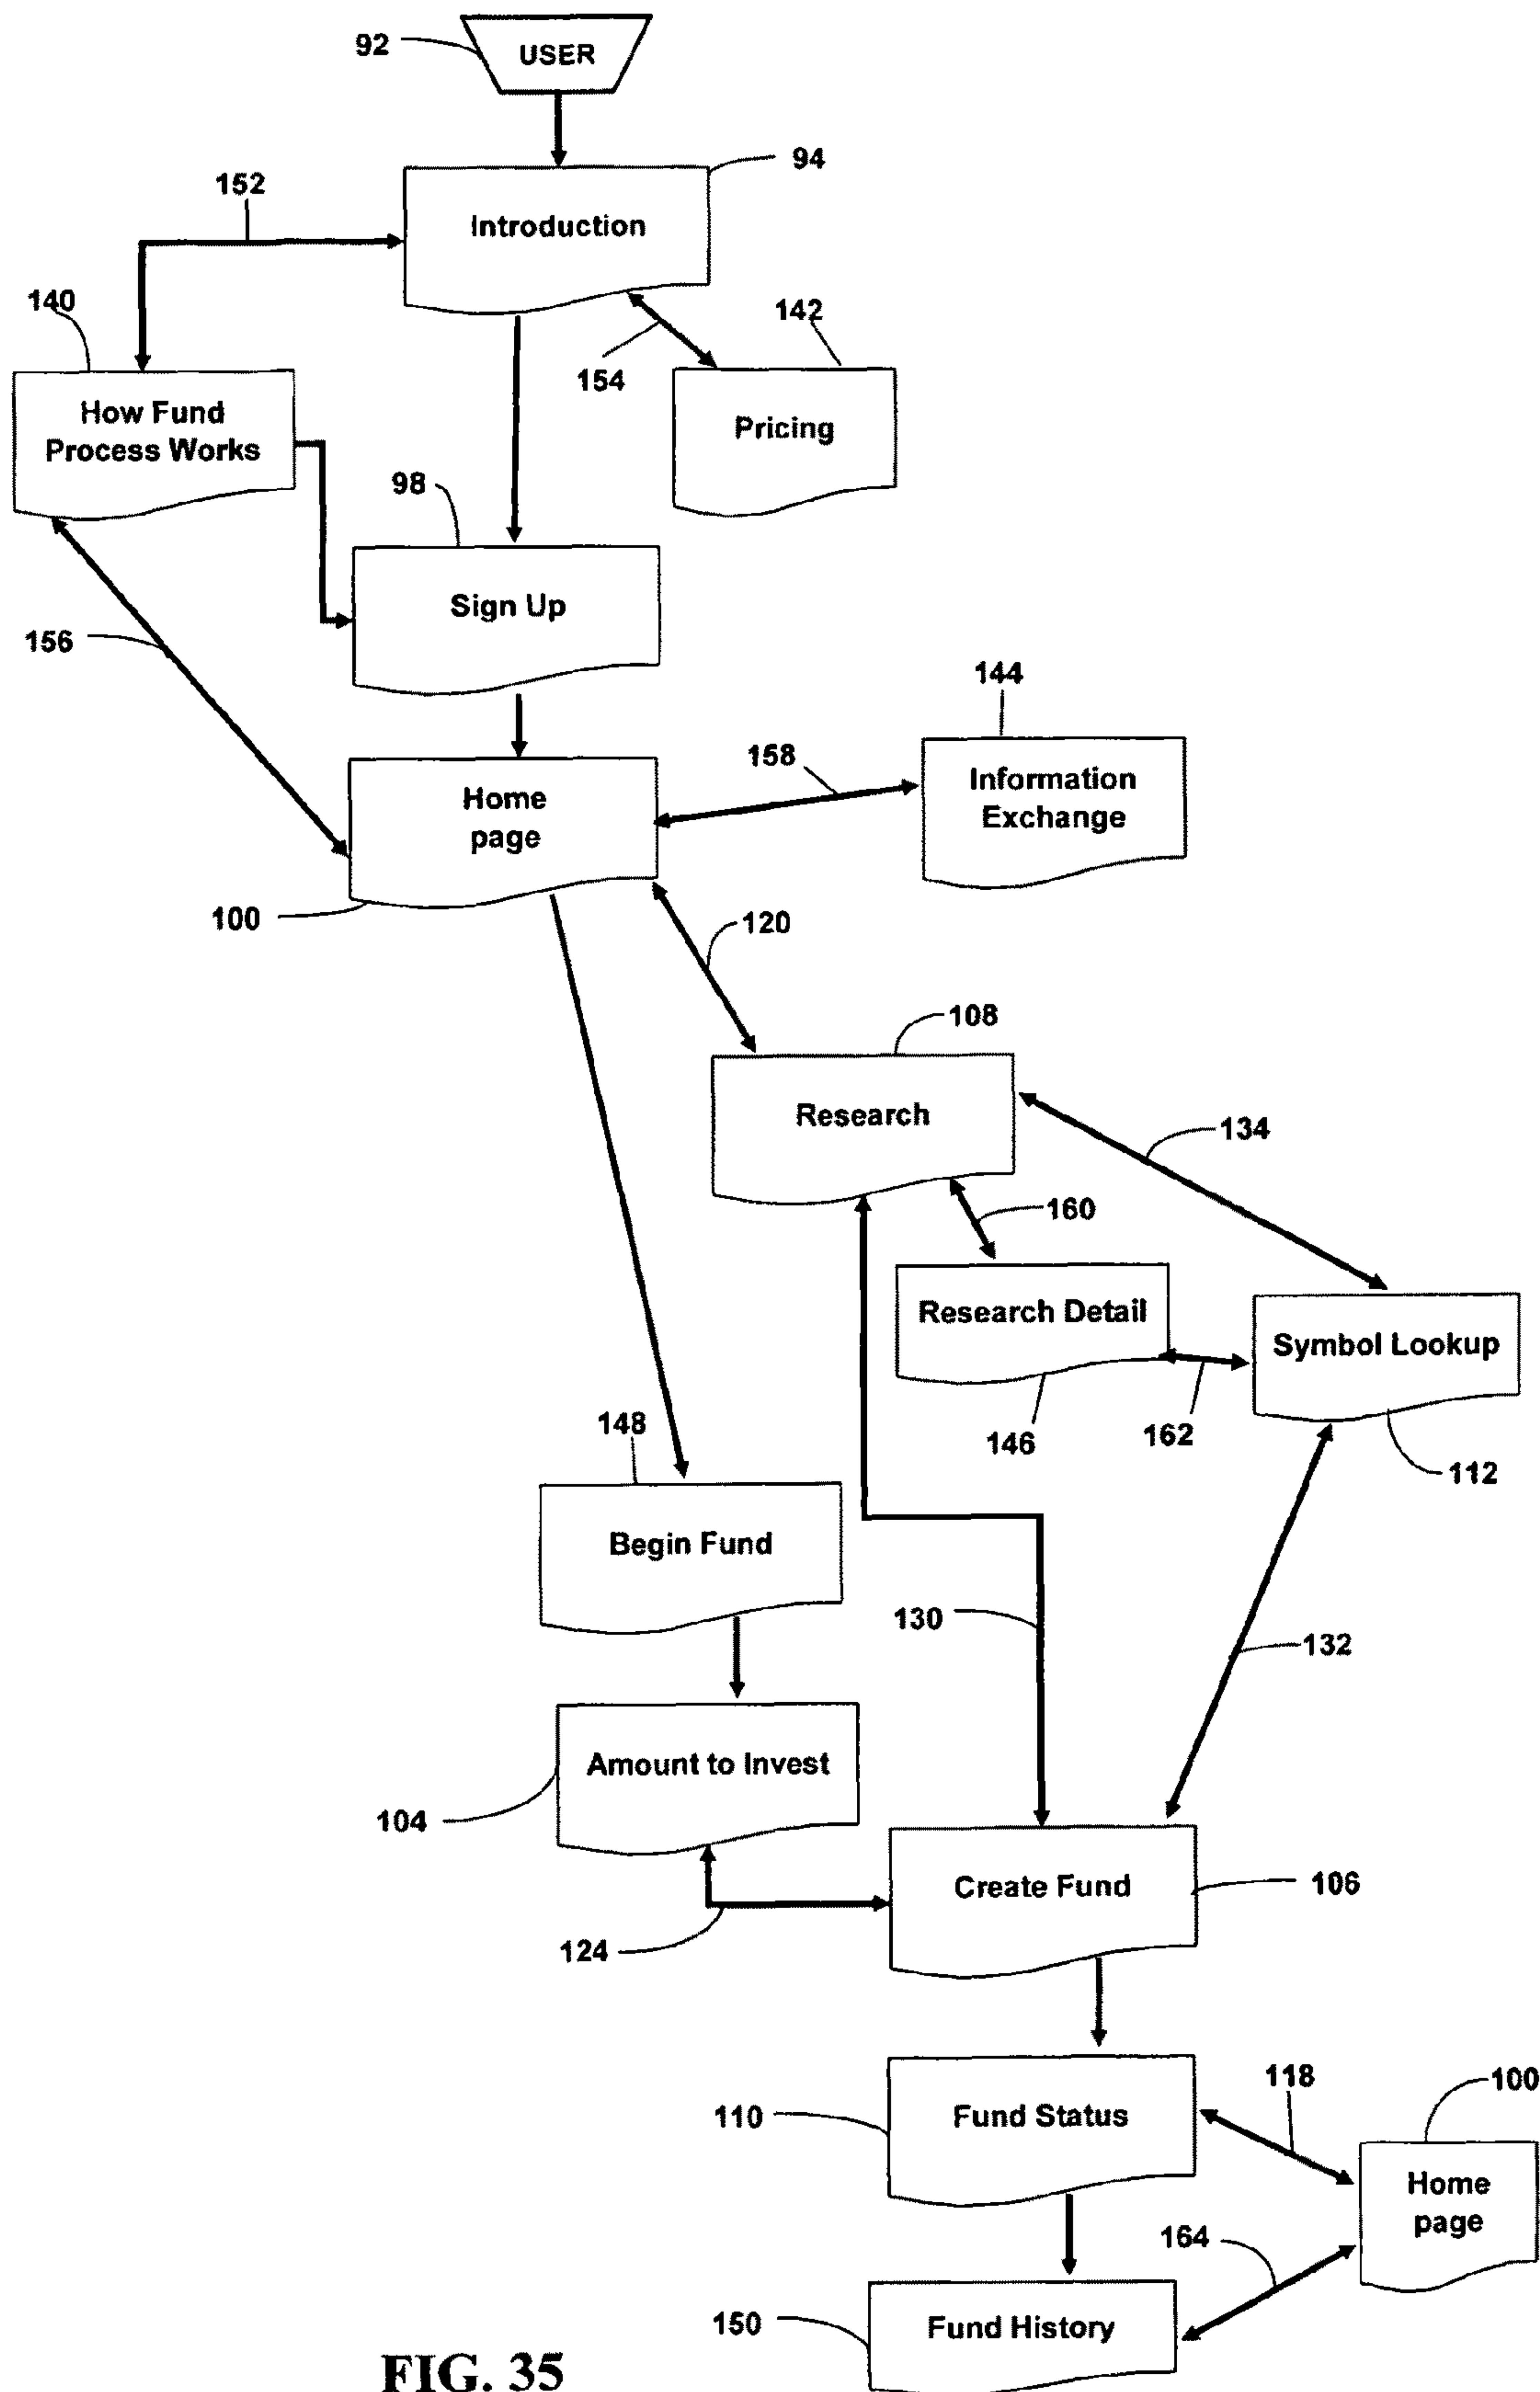 92
USER
94
152
Introduction
140
142
154
How Fund
Process Works
Pricing
98
Sign Up
156
144
158
Information
Exchange
Home
page
100
120
108
Research
134
160
Research Detail
Symbol Lookup
148
146
162
112
Begin Fund
130
132
Amount to Invest
104
Create Fund
106
124
118
100
110
Fund Status
Home
page
164
150
Fund History
FIG. 35